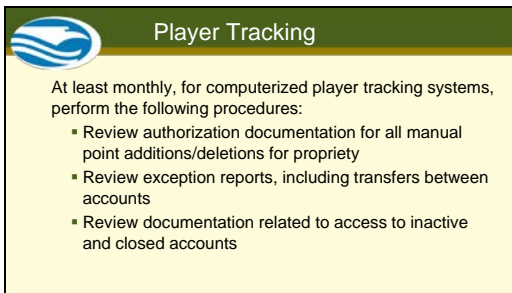 Player Tracking
At least monthly, for computerized player tracking systems,
perform the following procedures:
▪ Review authorization documentation for all manual
point additions/deletions for propriety
▪ Review exception reports, including transfers between
accounts
▪ Review documentation related to access to inactive
and closed accounts